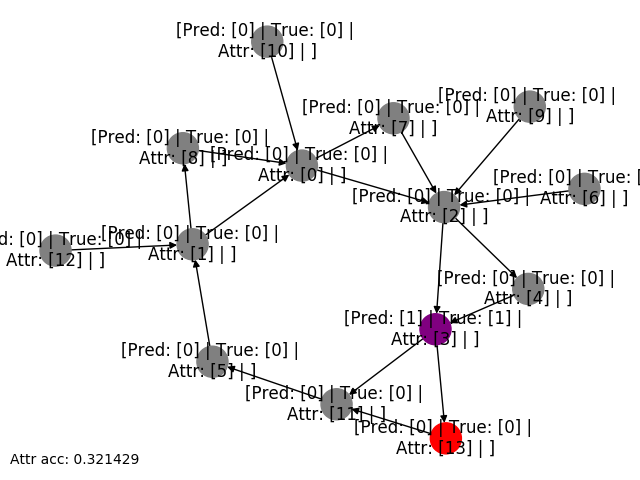 [Pred: [0] | True: [0] |
Attr: [10] | ]
[Pred: [0] | True: [0] |
Attr: [7] | ]
[Pred: [0] | True: [0] |
Attr: [9] | ]
[Pred: [0] | True: [0] |
Attr: [8] | ]
[Pred: [0] | True: [0] |
Attr: [0] | ]
[Pred: [0] | True: [0] |
Attr: [2] | ]
[Pred: [0] | True: [0] |
Attr: [6] | ]
d: [0] | True: [0] |
Attr: [12] | ]
[Pred: [0] | True: [0] |
Attr: [1] | ]
[Pred: [0] | True: [0] |
Attr: [4] | ]
[Pred: [1] | True: [1] |
Attr: [3] | ]
[Pred: [0] | True: [0] |
Attr: [5] | ]
[Pred: [0] | True: [0] |
Attr: [11] | ]
[Pred: [0] | True: [0] |
Attr: [13] | ]
Attr acc: 0.321429